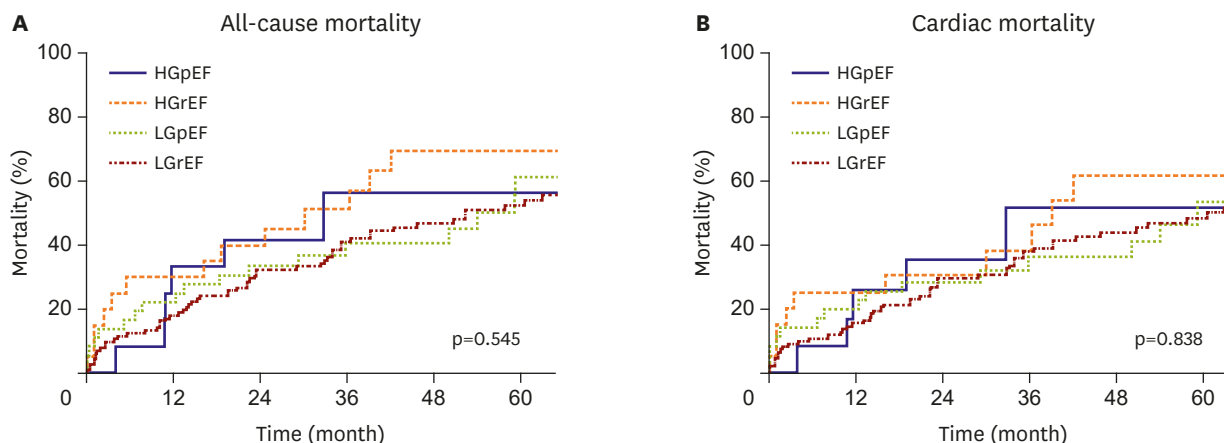 A All-cause mortality
100
80
60
40
20
Mortality (%)
HGpEF
HGrEF
LGpEF
LGrEF
p=0.545
0 12 24 36 48 60
Time (month)
B Cardiac mortality
100
80
60
40
20
Mortality (%)
HGpEF
HGrEF
LGpEF
LGrEF
p=0.838
0 12 24 36 48 60
Time (month)